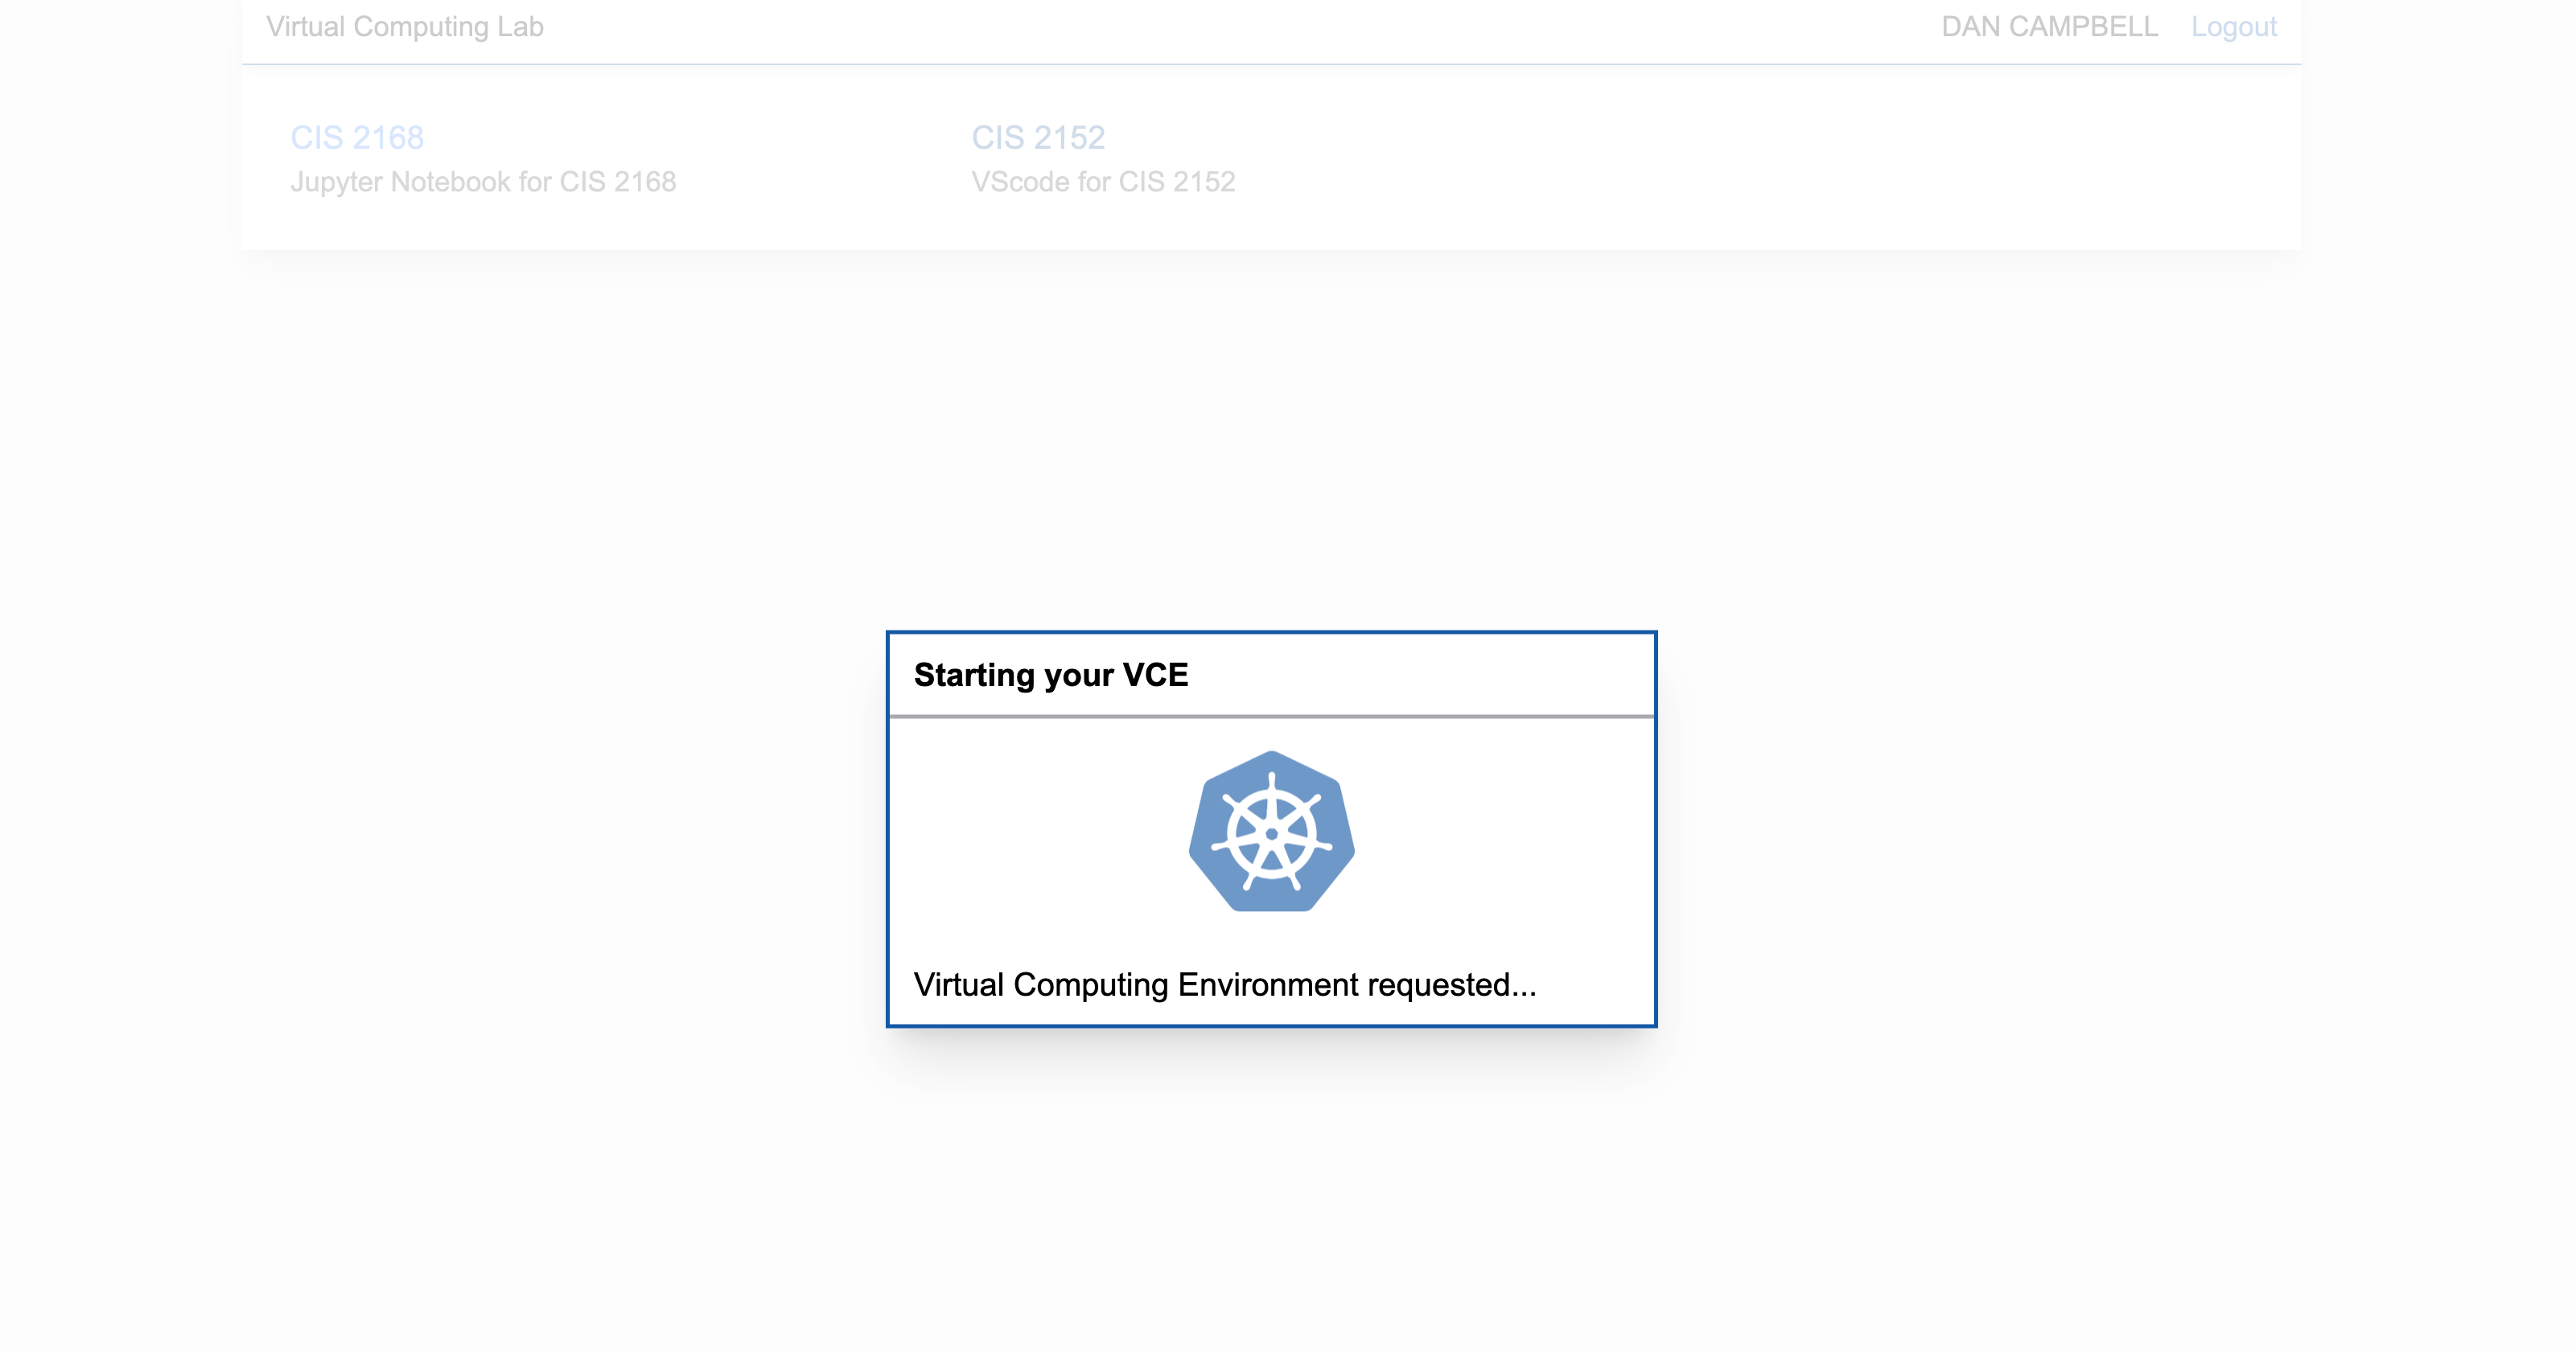 Virtual Computing Lab
DAN CAMPBELL Logout
CIS 2168
Jupyter Notebook for CIS 2168
CIS 2152
VScode for CIS 2152
Starting your VCE
Virtual Computing Environment requested...